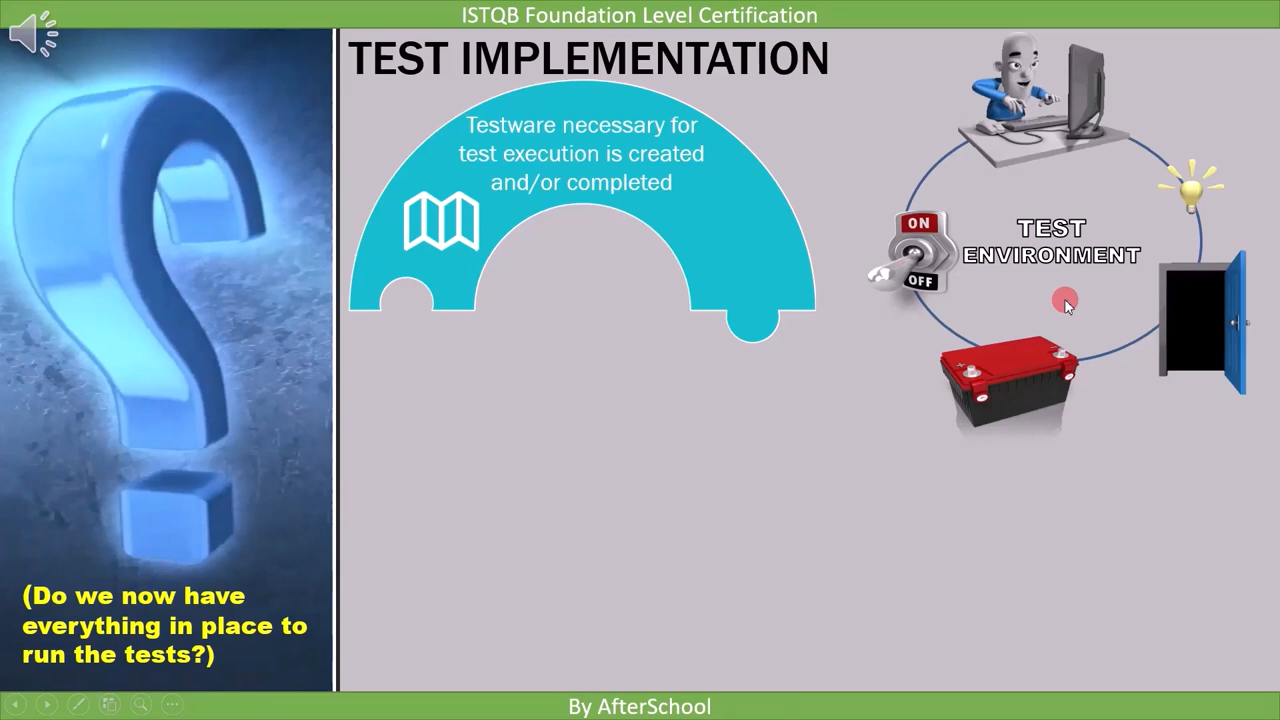 ISTQB Foundation Level Certification
TEST IMPLEMENTATION
Testware necessary for
test execution is created
and/or completed
ON
OFF
TEST
ENVIRONMENT
(Do we now have
everything in place to
run the tests?)
By AfterSchool